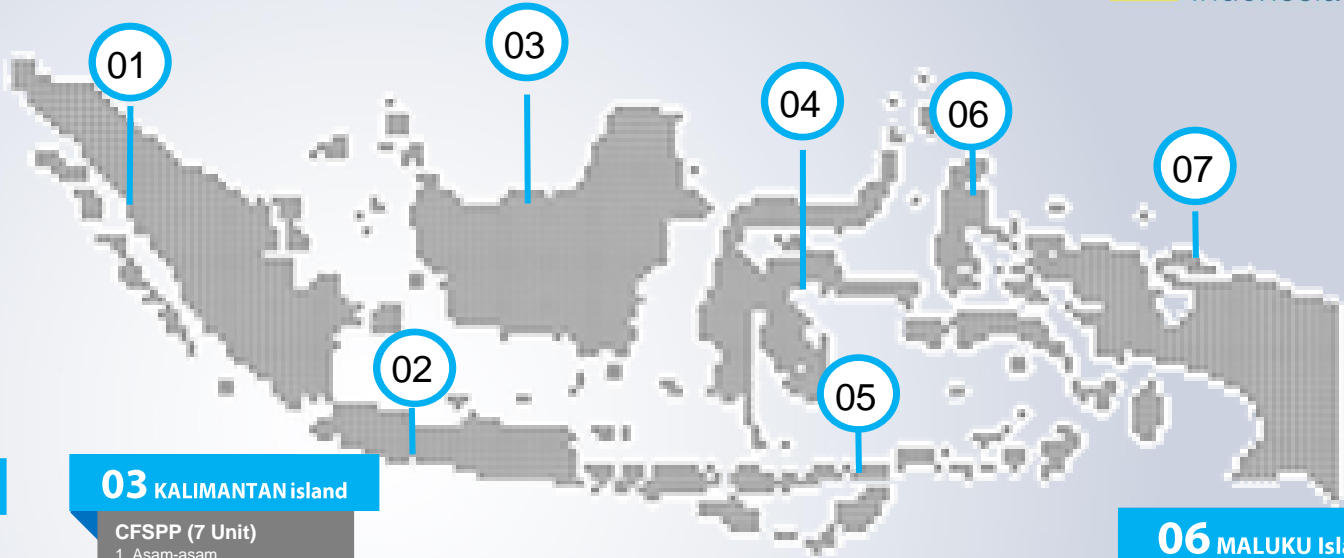 Indonesia
01
03
04
06
07
02
05
03 KALIMANTAN island
CFSPP (7 Unit)
1. Asam-asam
06 MALUKU Isl